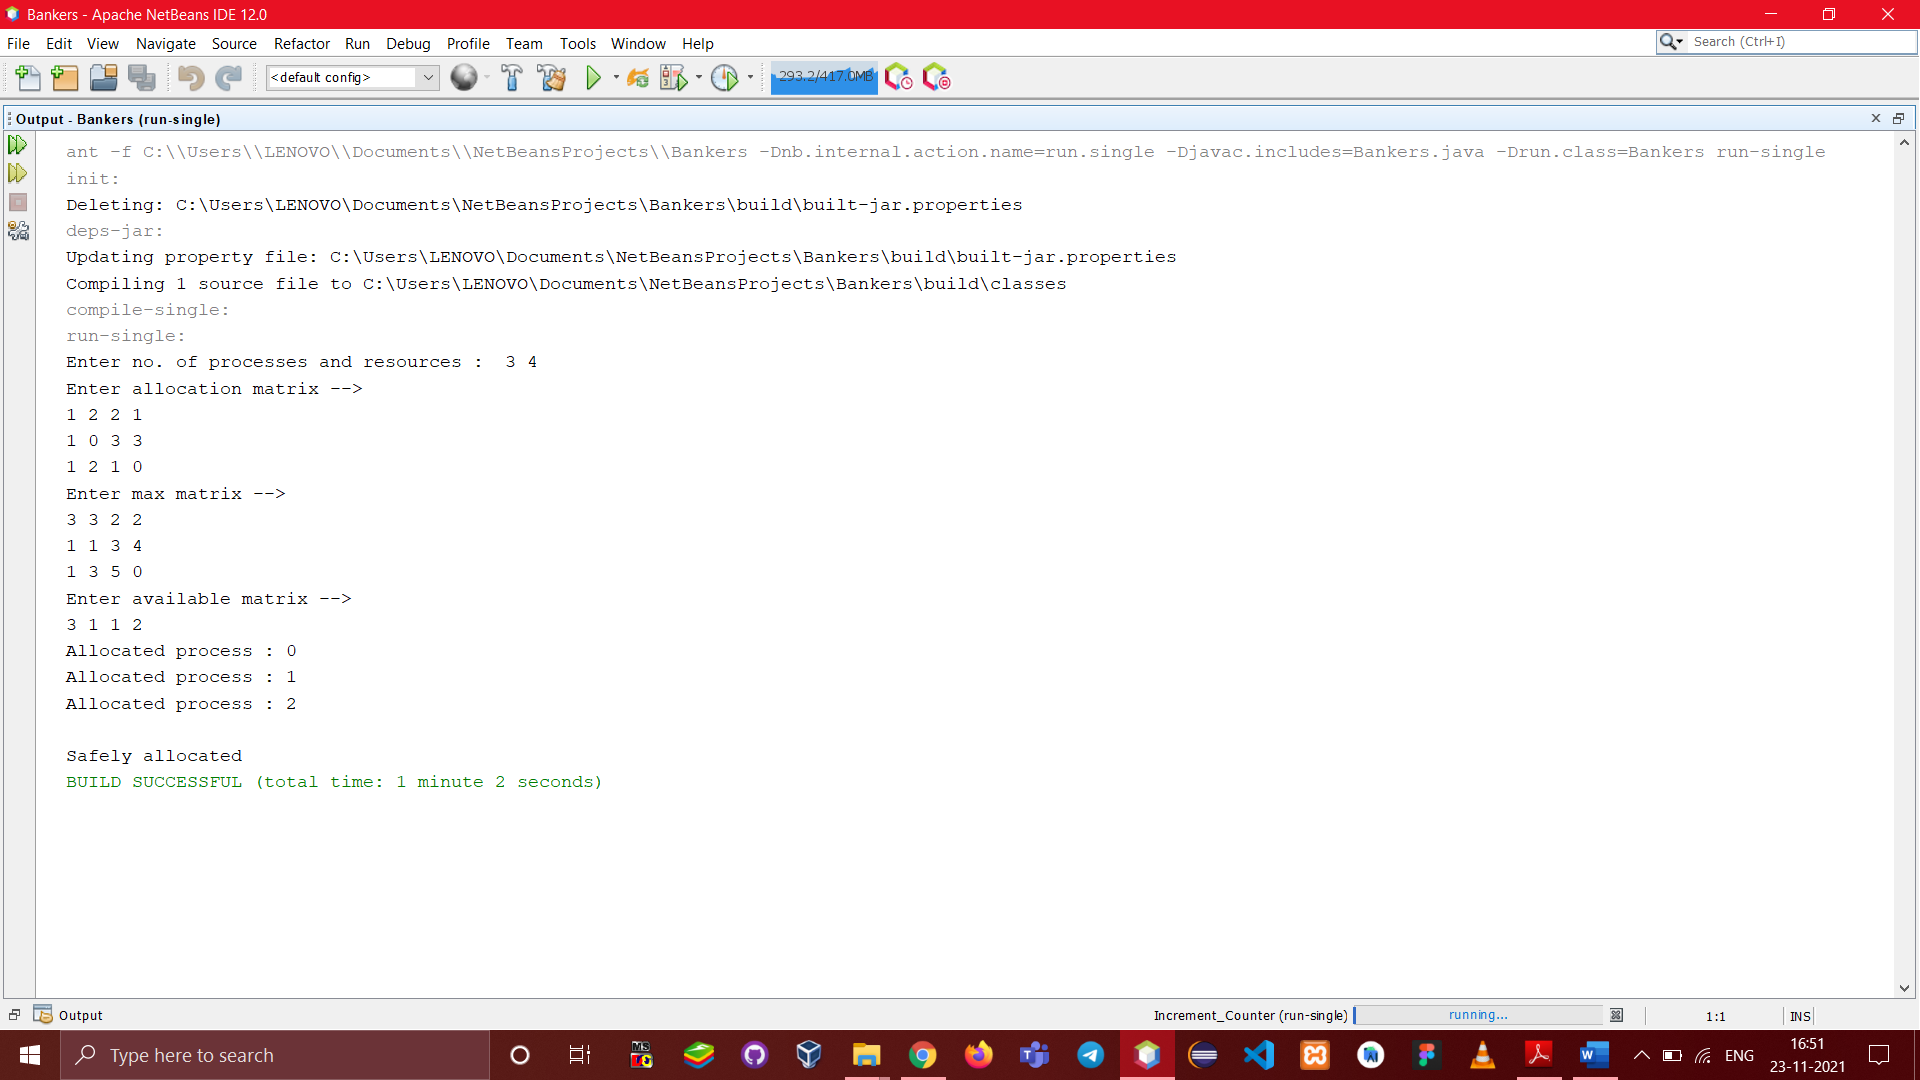 Bankers - Apache NetBeans IDE 12.0
File Edit View Navigate Source Refactor Run Debug Profile Team Tools Window Help
Search (Ctrl+I)
<default config>
293.2/417.0MB
Output - Bankers (run-single)
ant -f C:\\Users\\LENOVO\\Documents\\NetBeansProjects\\Bankers -Dnb.internal.action.name=run.single -Djavac.includes=Bankers.java -Drun.class=Bankers run-single
init:
Deleting: C:\Users\LENOVO\Documents\NetBeansProjects\Bankers\build\built-jar.properties
deps-jar:
Updating property file: C:\Users\LENOVO\Documents\NetBeansProjects\Bankers\build\built-jar.properties
Compiling 1 source file to C:\Users\LENOVO\Documents\NetBeansProjects\Bankers\build\classes
compile-single:
run-single:
Enter no. of processes and resources :  3 4
Enter allocation matrix -->
1 2 2 1
1 0 3 3
1 2 1 0
Enter max matrix -->
3 3 2 2
1 1 3 4
1 3 5 0
Enter available matrix -->
3 1 1 2
Allocated process : 0
Allocated process : 1
Allocated process : 2
Safely allocated
BUILD SUCCESSFUL (total time: 1 minute 2 seconds)
Output
Increment_Counter (run-single)
running...
1:1
INS
Type here to search
ENG
16:51
23-11-2021